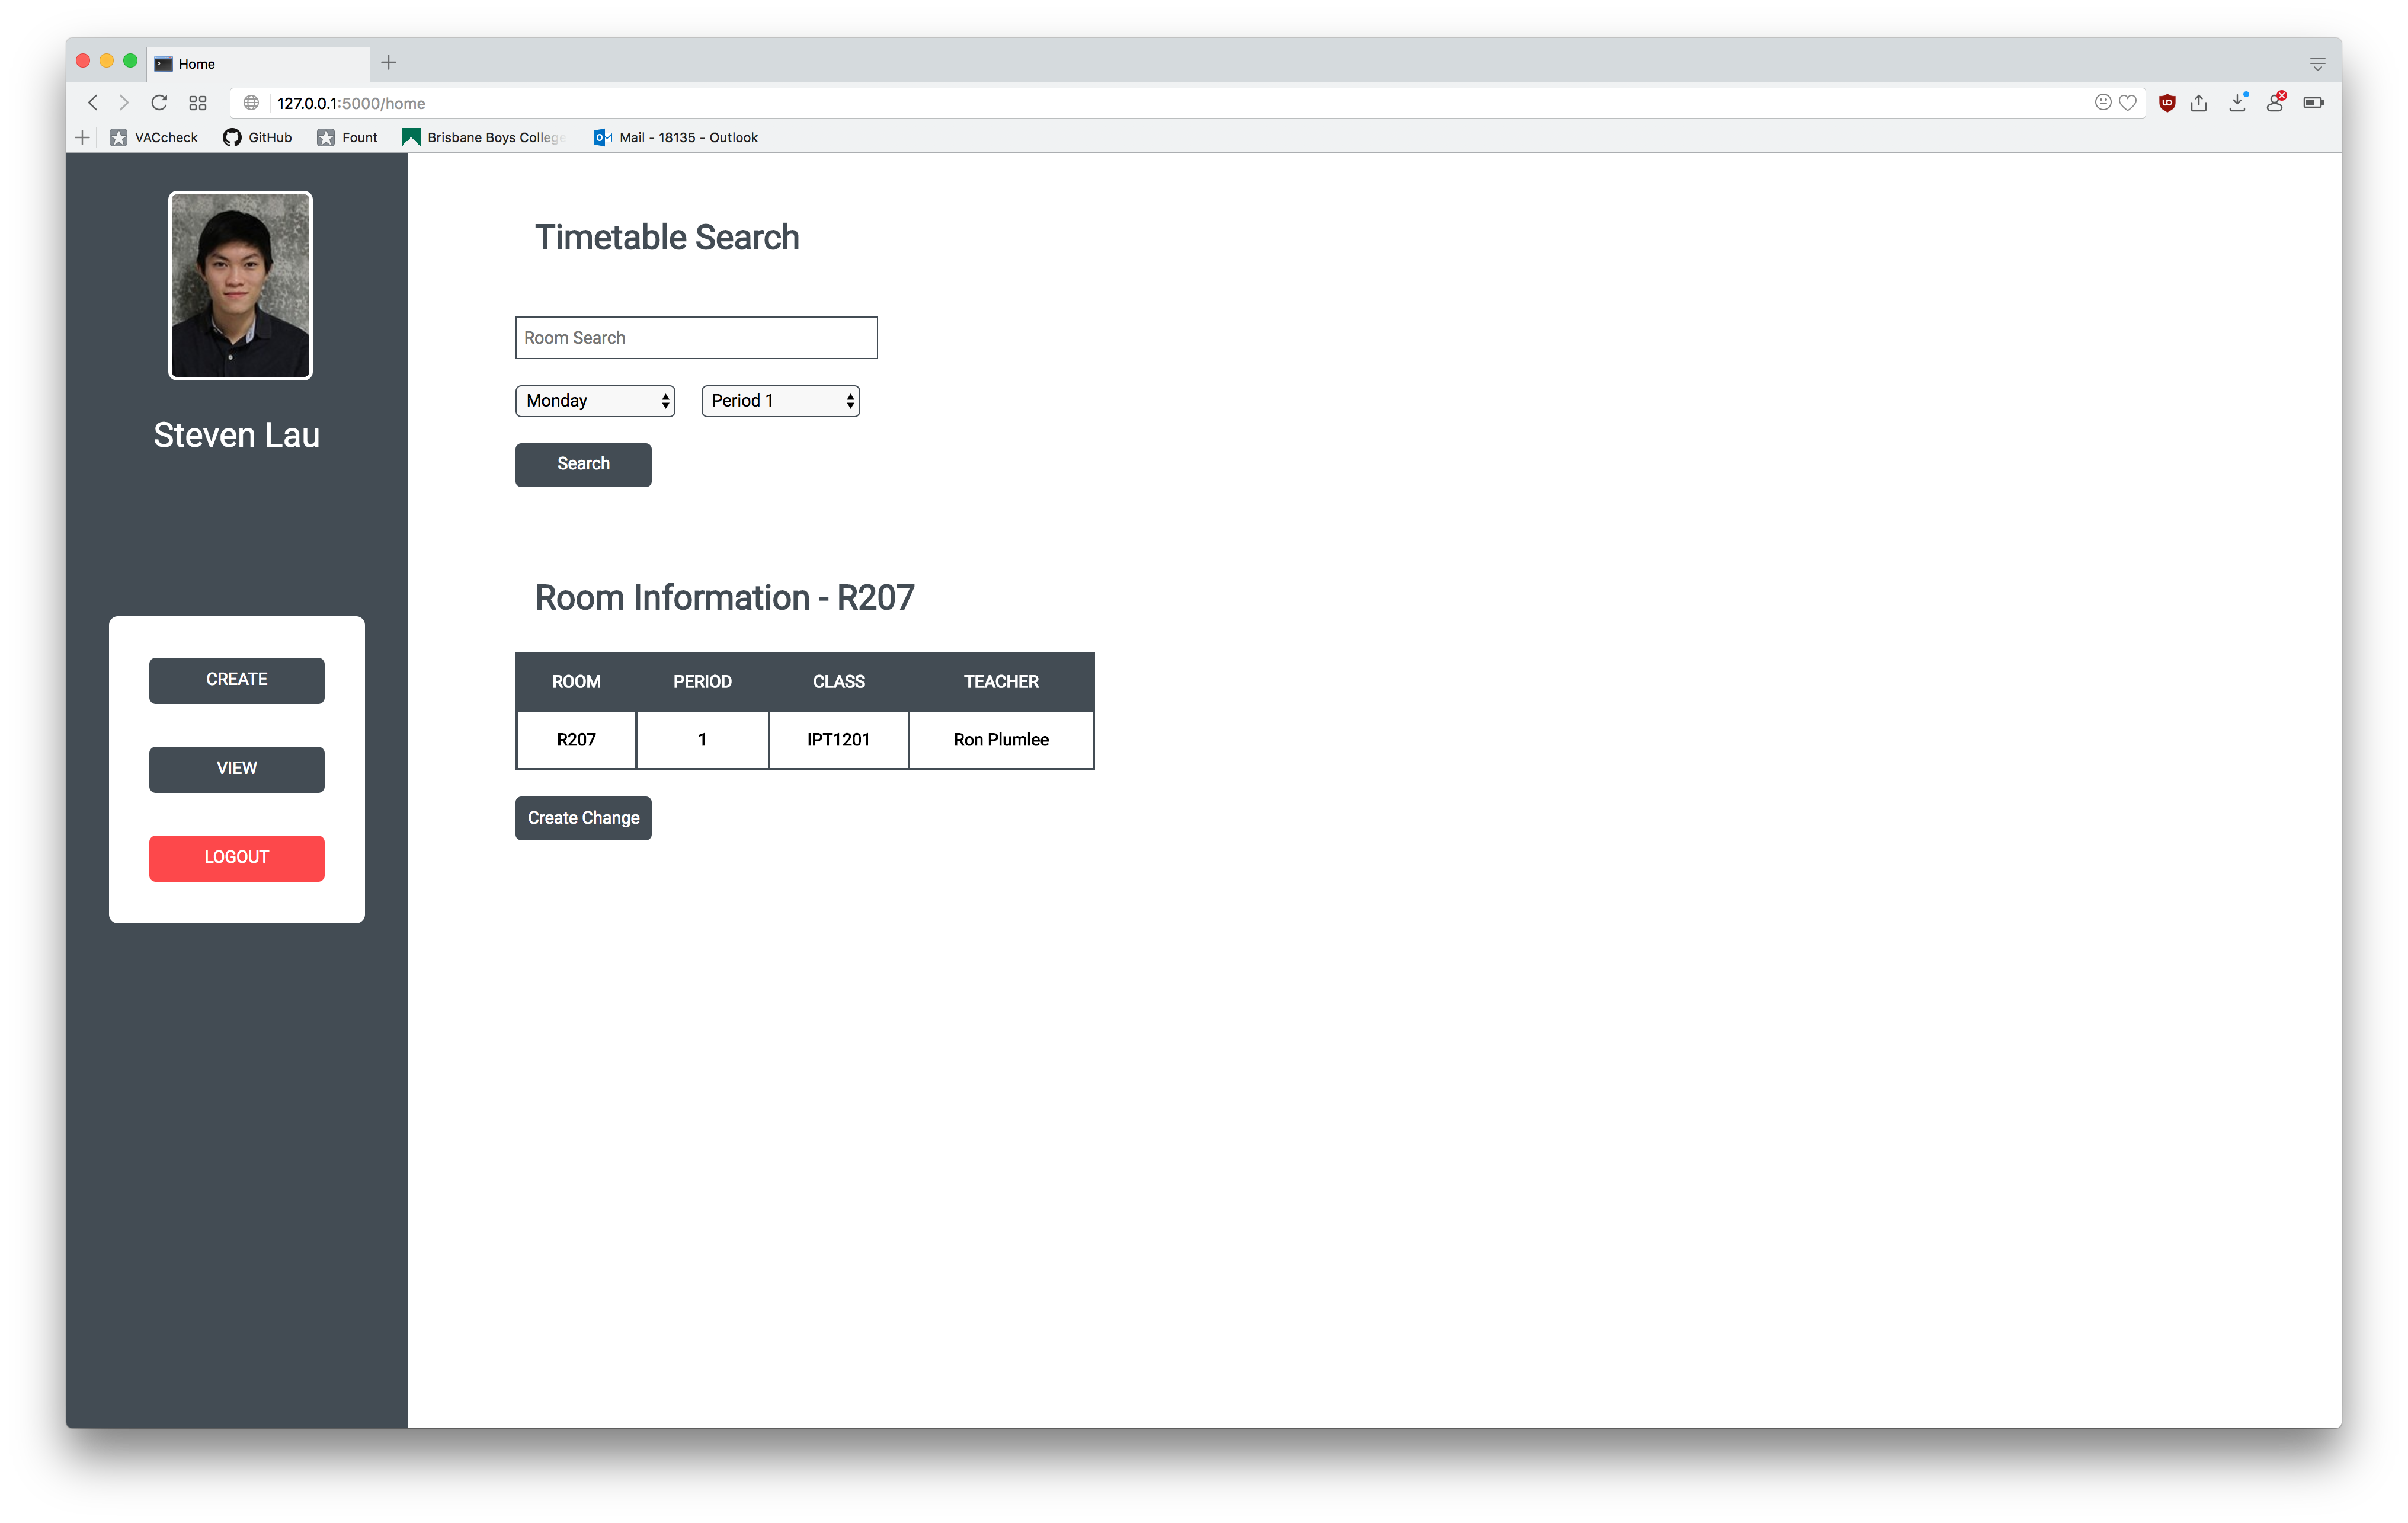 Home
127.0.0.1:5000/home
VACcheck GitHub Fount Brisbane Boys College Mail - 18135 - Outlook
Steven Lau
CREATE
VIEW
LOGOUT
Timetable Search
Room Search
Monday Period 1
Search
Room Information - R207
ROOM PERIOD CLASS TEACHER
R207 1 IPT1201 Ron Plumlee
Create Change